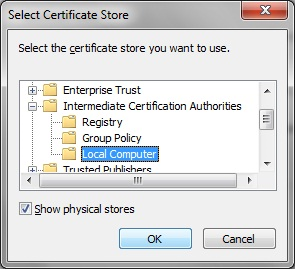 Select Certificate Store
Select the certificate store you want to use.
Enterprise Trust
Intermediate Certification Authorities
Registry
Group Policy
Local Computer
Trusted Publishers
Show physical stores
OK Cancel